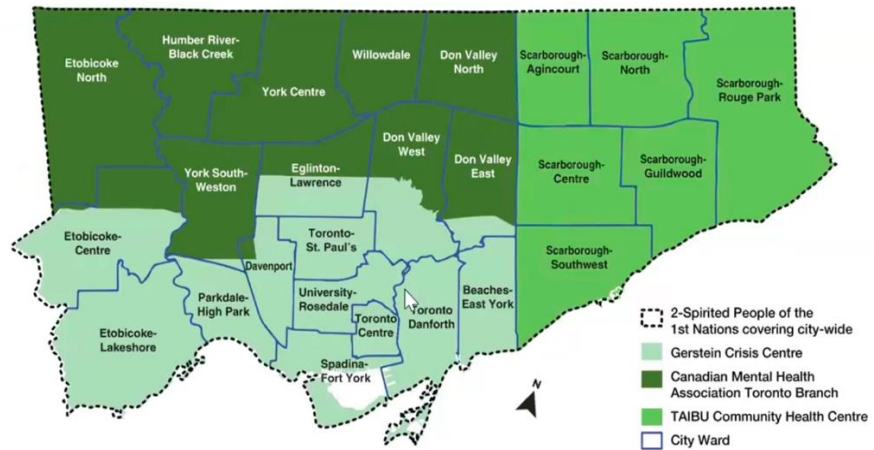 Etobicoke
North
Humber River-
Black Creek
York Centre
Willowdale
Don Valley
North
Scarborough-
Agincourt
Scarborough-
North
Scarborough-
Rouge Park
York South-
Weston
Eglinton-
Lawrence
Don Valley
West
Don Valley
East
Scarborough-
Centre
Scarborough-
Guildwood
Etobicoke-
Centre
Toronto-
St. Paul's
Davenport
Scarborough-
Southwest
Etobicoke-
Lakeshore
Parkdale-
High Park
University-
Rosedale
Toronto
Centre
Toronto
Danforth
Beaches-
East York
Spadina-
Fort York
N
2-Spirited People of the
1st Nations covering city-wide
Gerstein Crisis Centre
Canadian Mental Health
Association Toronto Branch
TAIBU Community Health Centre
City Ward